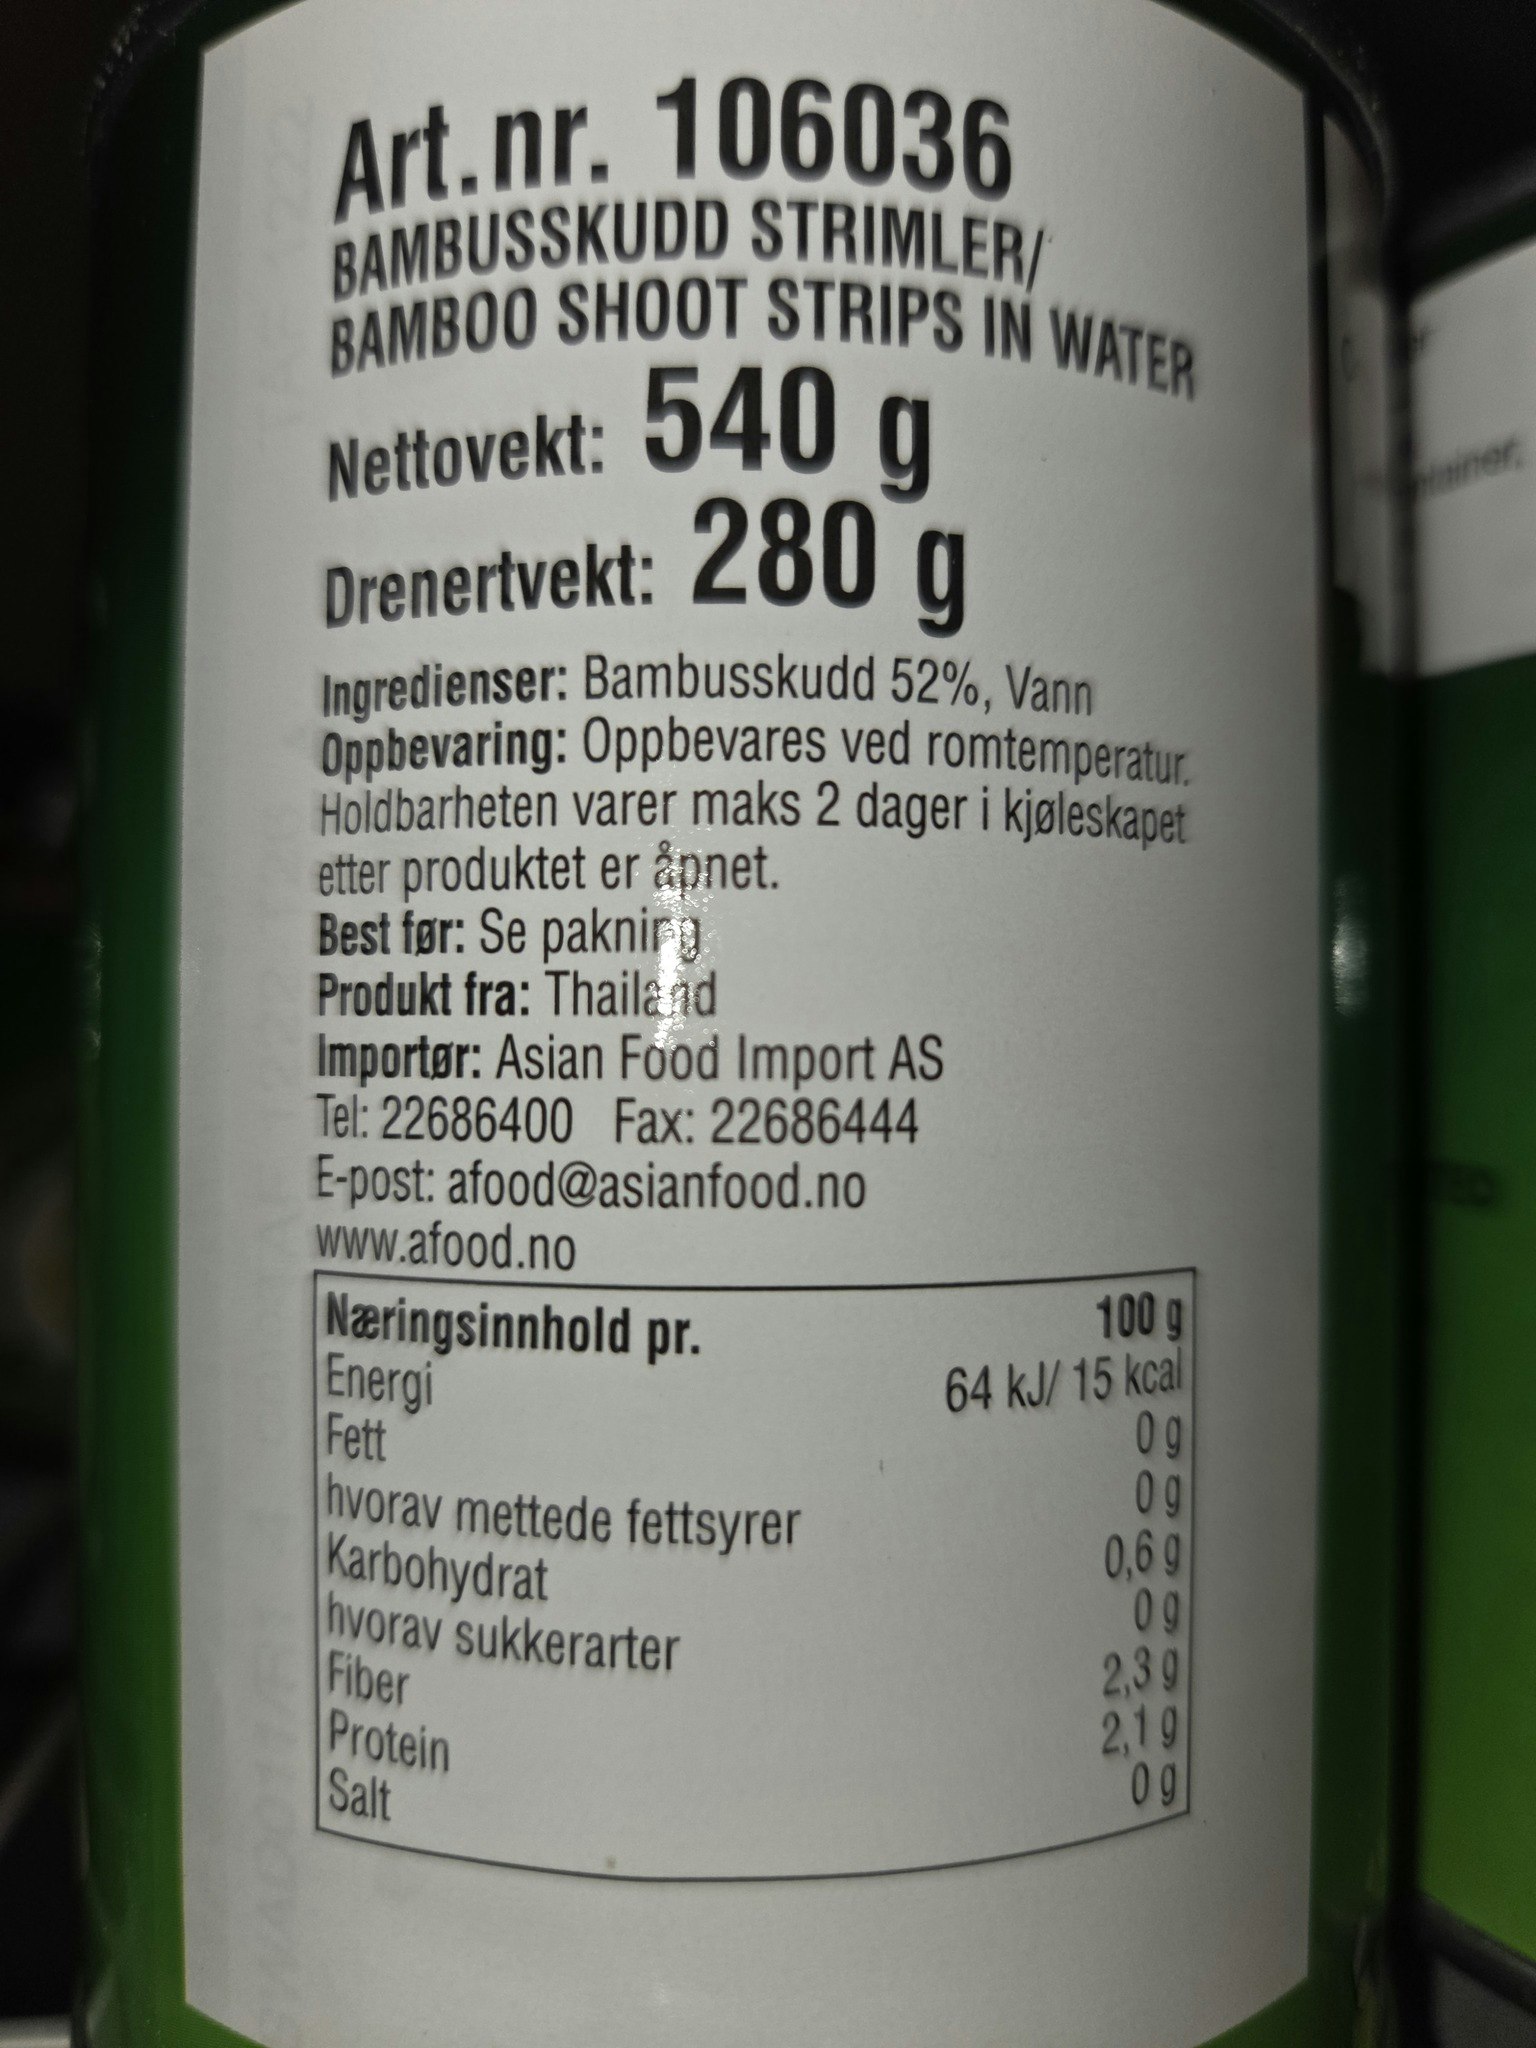 Art.nr. 106036
BAMBUSSKUDD STRIMLER/
BAMBOO SHOOT STRIPS IN WATER
Nettovekt: 540 g
Drenertvekt: 280 g
Ingredienser: Bambusskudd 52%, Vann
Oppbevaring: Oppbevares ved romtemperatur.
Holdbarheten varer maks 2 dager i kjøleskapet
etter produktet er åpnet.
Best før: Se pakning
Produkt fra: Thailand
Importør: Asian Food Import AS
Tel: 22686400 Fax: 22686444
E-post: afood@asianfood.no
www.afood.no
Næringsinnhold pr. 100 g
Energi 64 kJ/ 15 kcal
Fett 0 g
hvorav mettede fettsyrer 0 g
Karbohydrat 0,6 g
hvorav sukkerarter 0 g
Fiber 2,3 g
Protein 2,1 g
Salt 0 g